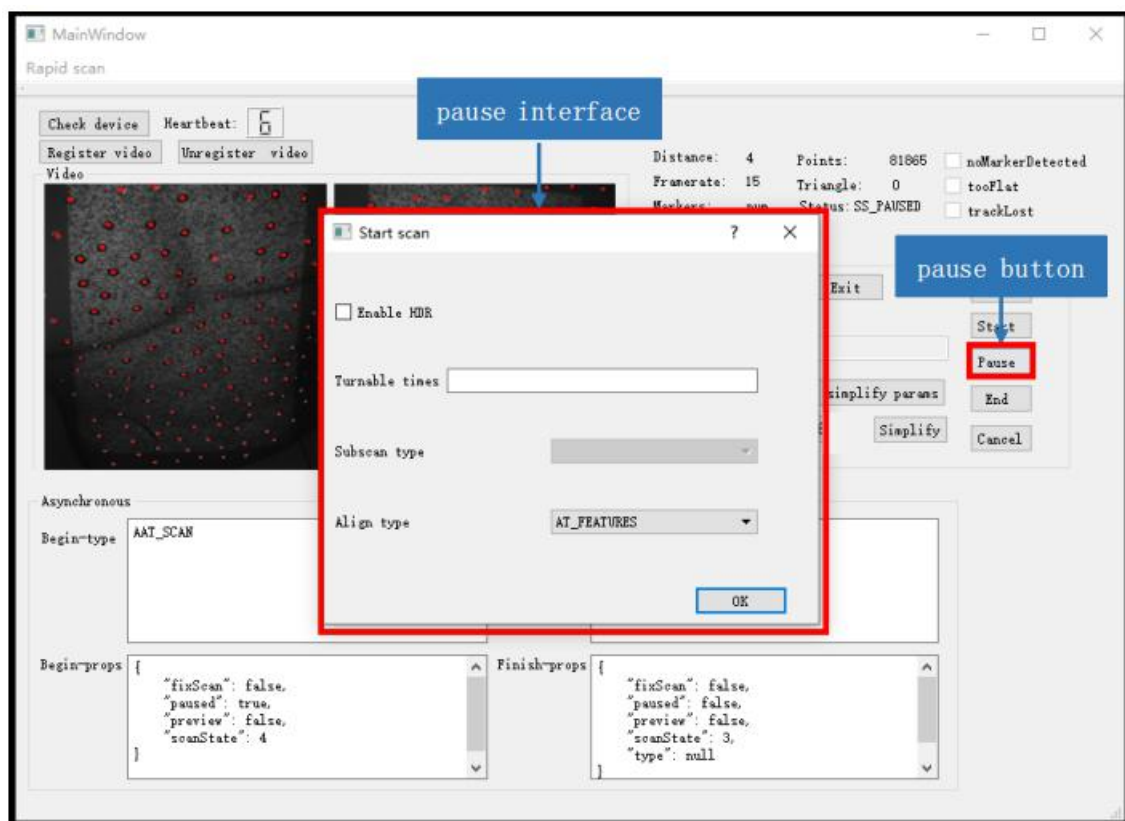 MainWindow
Rapid scan
pause interface
Check device Heartbeat: 6
Register video Unregister video
Video
Distance: 4 Points: 81865 noMarkerDetected
Framerate: 15 Triangle: 0 tooFlat
Markers: num Status: SS_PAUSED trackLost
Start scan ? ×
pause button
Enable HDR
Exit
Start
Turnable times
Pause
simplify params
End
Subscan type
Simplify
Cancel
Align type AT_FEATURES
OK
Asynchronous
Begin-type AAT_SCAN
Begin-props {
"fixScan": false,
"paused": true,
"preview": false,
"scanState": 4
}
Finish-props {
"fixScan": false,
"paused": false,
"preview": false,
"scanState": 3,
"type": null
}